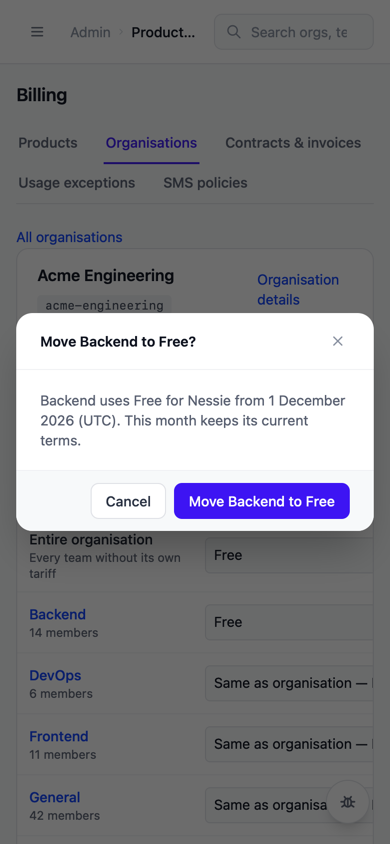 Admin › Product...
Search orgs, te
Billing
Products
Organisations
Contracts & invoices
Usage exceptions
SMS policies
All organisations
Acme Engineering
acme-engineering
Organisation
details
Move Backend to Free?
Backend uses Free for Nessie from 1 December
2026 (UTC). This month keeps its current
terms.
Cancel
Move Backend to Free
Entire organisation
Every team without its own
tariff
Free
Backend
14 members
Free
DevOps
6 members
Same as organisation —
Frontend
11 members
Same as organisation —
General
42 members
Same as organisa